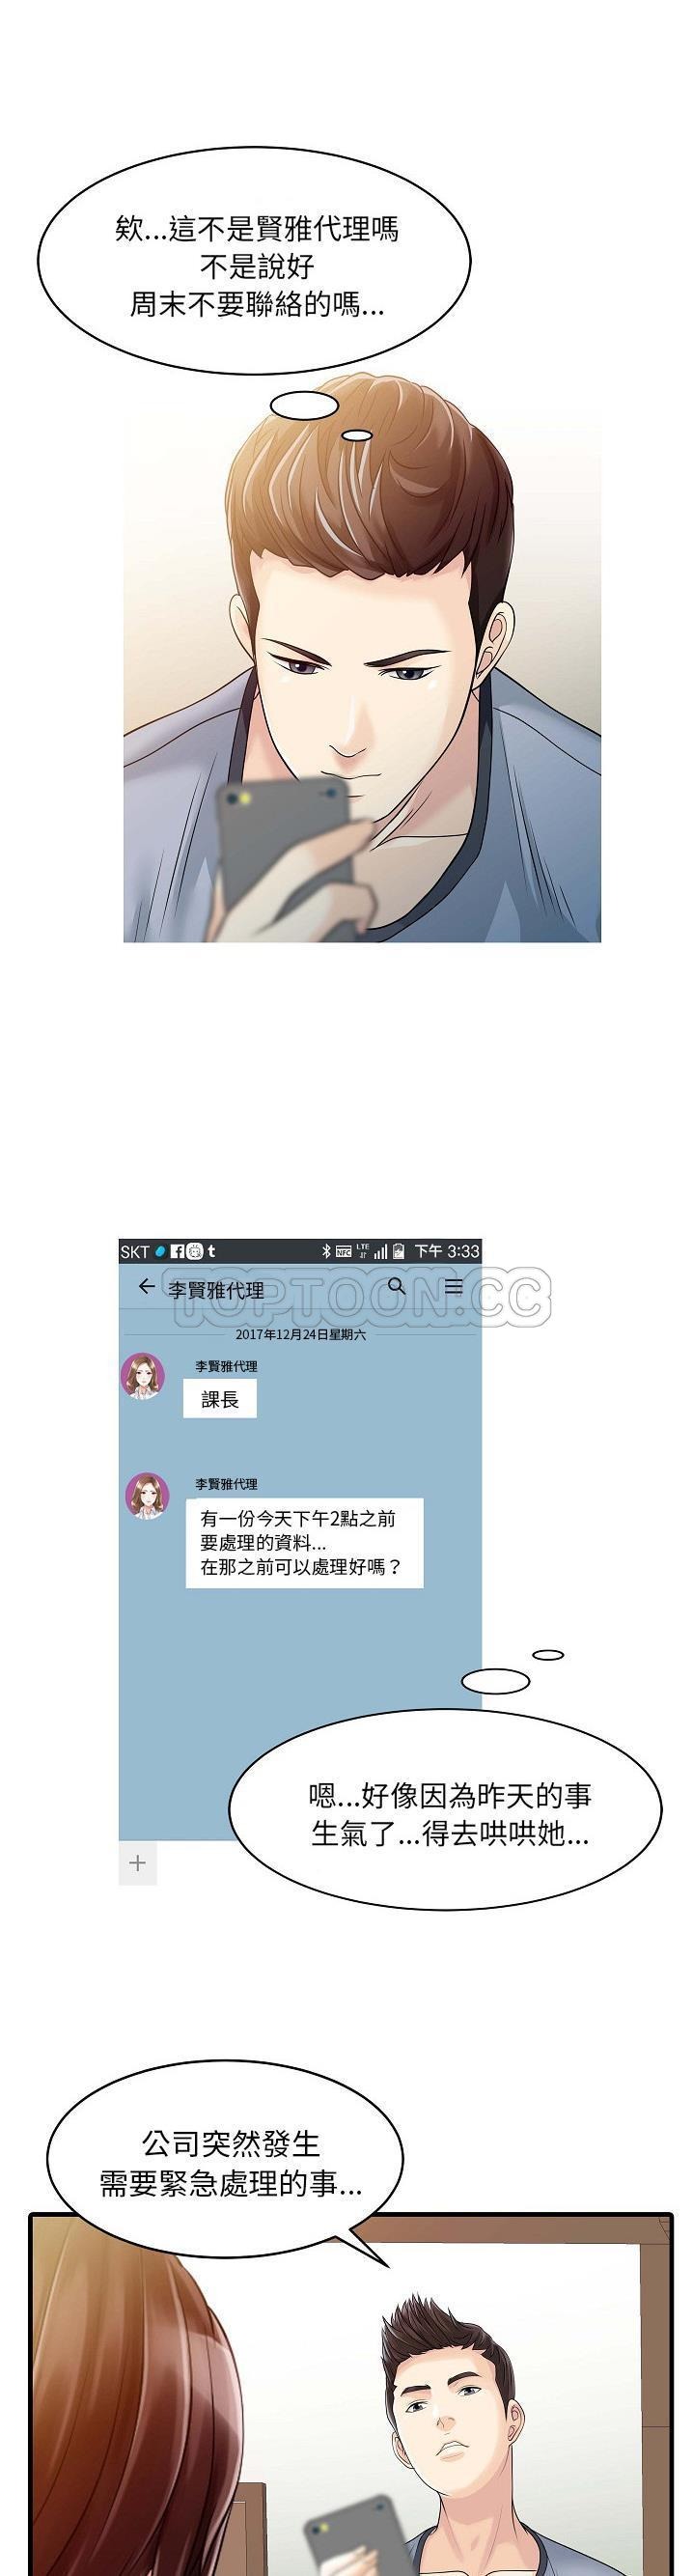 欸...這不是賢雅代理嗎
不是說好
周末不要聯絡的嗎...
SKT
t
NFC
LTE
下午 3:33
李賢雅代理
TOPTOON.CC
2017年12月24日星期六
李賢雅代理
課長
李賢雅代理
有一份今天下午2點之前
要處理的資料...
在那之前可以處理好嗎？
嗯...好像因為昨天的事
生氣了...得去哄哄她...
公司突然發生
需要緊急處理的事...